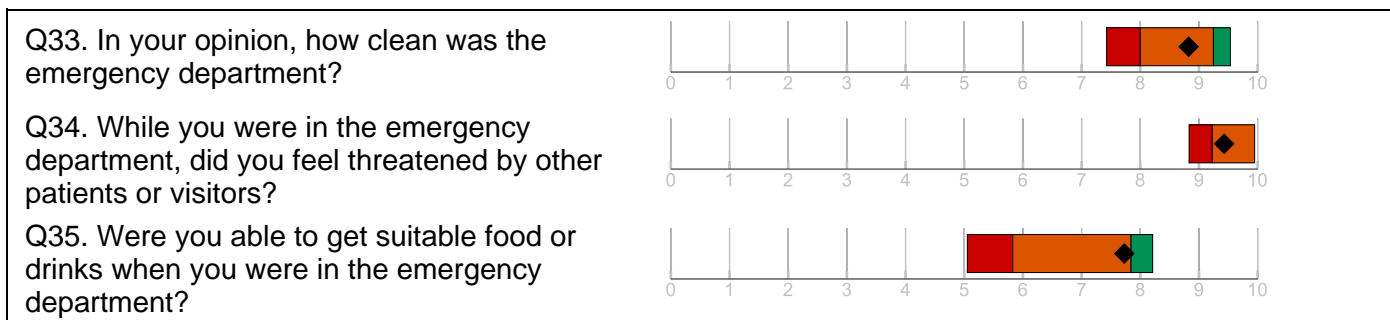 Q33. In your opinion, how clean was the
emergency department?
0 1 2 3 4 5 6 7 8 9 10
Q34. While you were in the emergency
department, did you feel threatened by other
patients or visitors?
0 1 2 3 4 5 6 7 8 9 10
Q35. Were you able to get suitable food or
drinks when you were in the emergency
department?
0 1 2 3 4 5 6 7 8 9 10